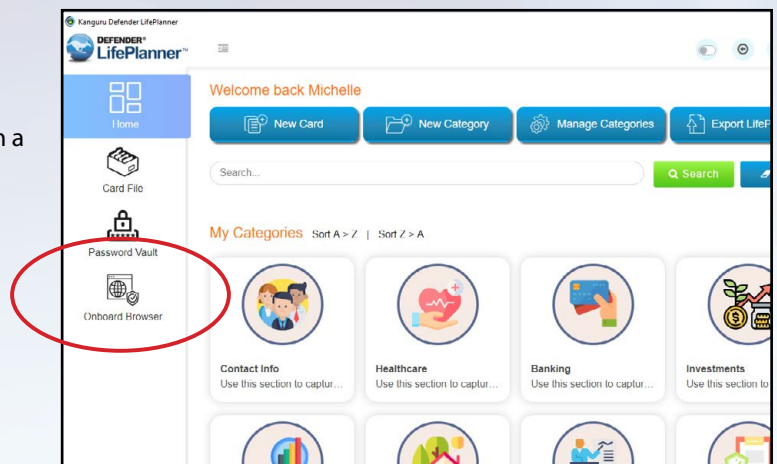 Kanguru Defender LifePlanner
DEFENDER®
LifePlanner™
Welcome back Michelle
Home
New Card
New Category
Manage Categories
Export LifeP
n a
Search...
Search
Card File
My Categories Sort A > Z | Sort Z > A
Password Vault
Onboard Browser
Contact Info
Use this section to captur...
Healthcare
Use this section to captur...
Banking
Use this section to captur...
Investments
Use this section to